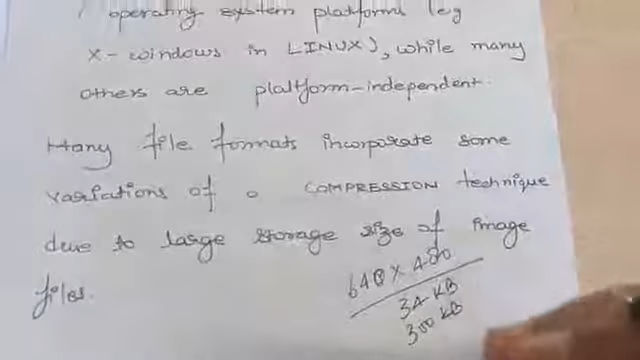 operating system platforms (eg
X-windows in LINUX), while many
others are platform-independent.
Many file formats incorporate some
variations of a COMPRESSION technique
due to large storage size of image
files.
640 X 480
34 KB
300 KB